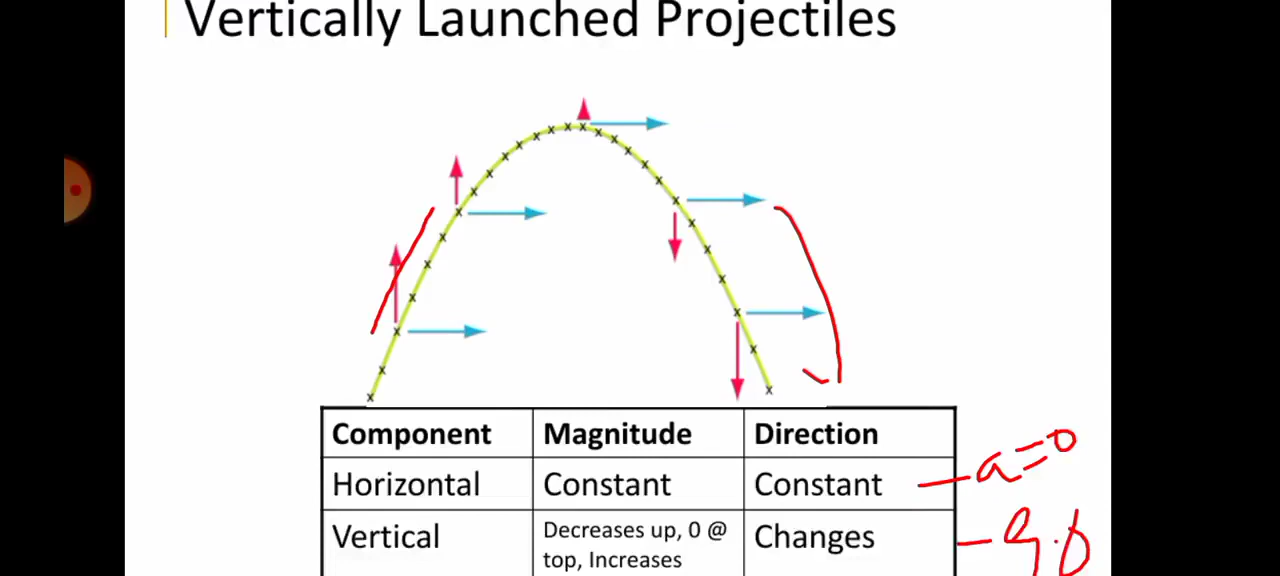 Vertically Launched Projectiles
Component Magnitude Direction
Horizontal Constant Constant – a=0
Vertical Decreases up, 0 @ top, Increases Changes – 9.8